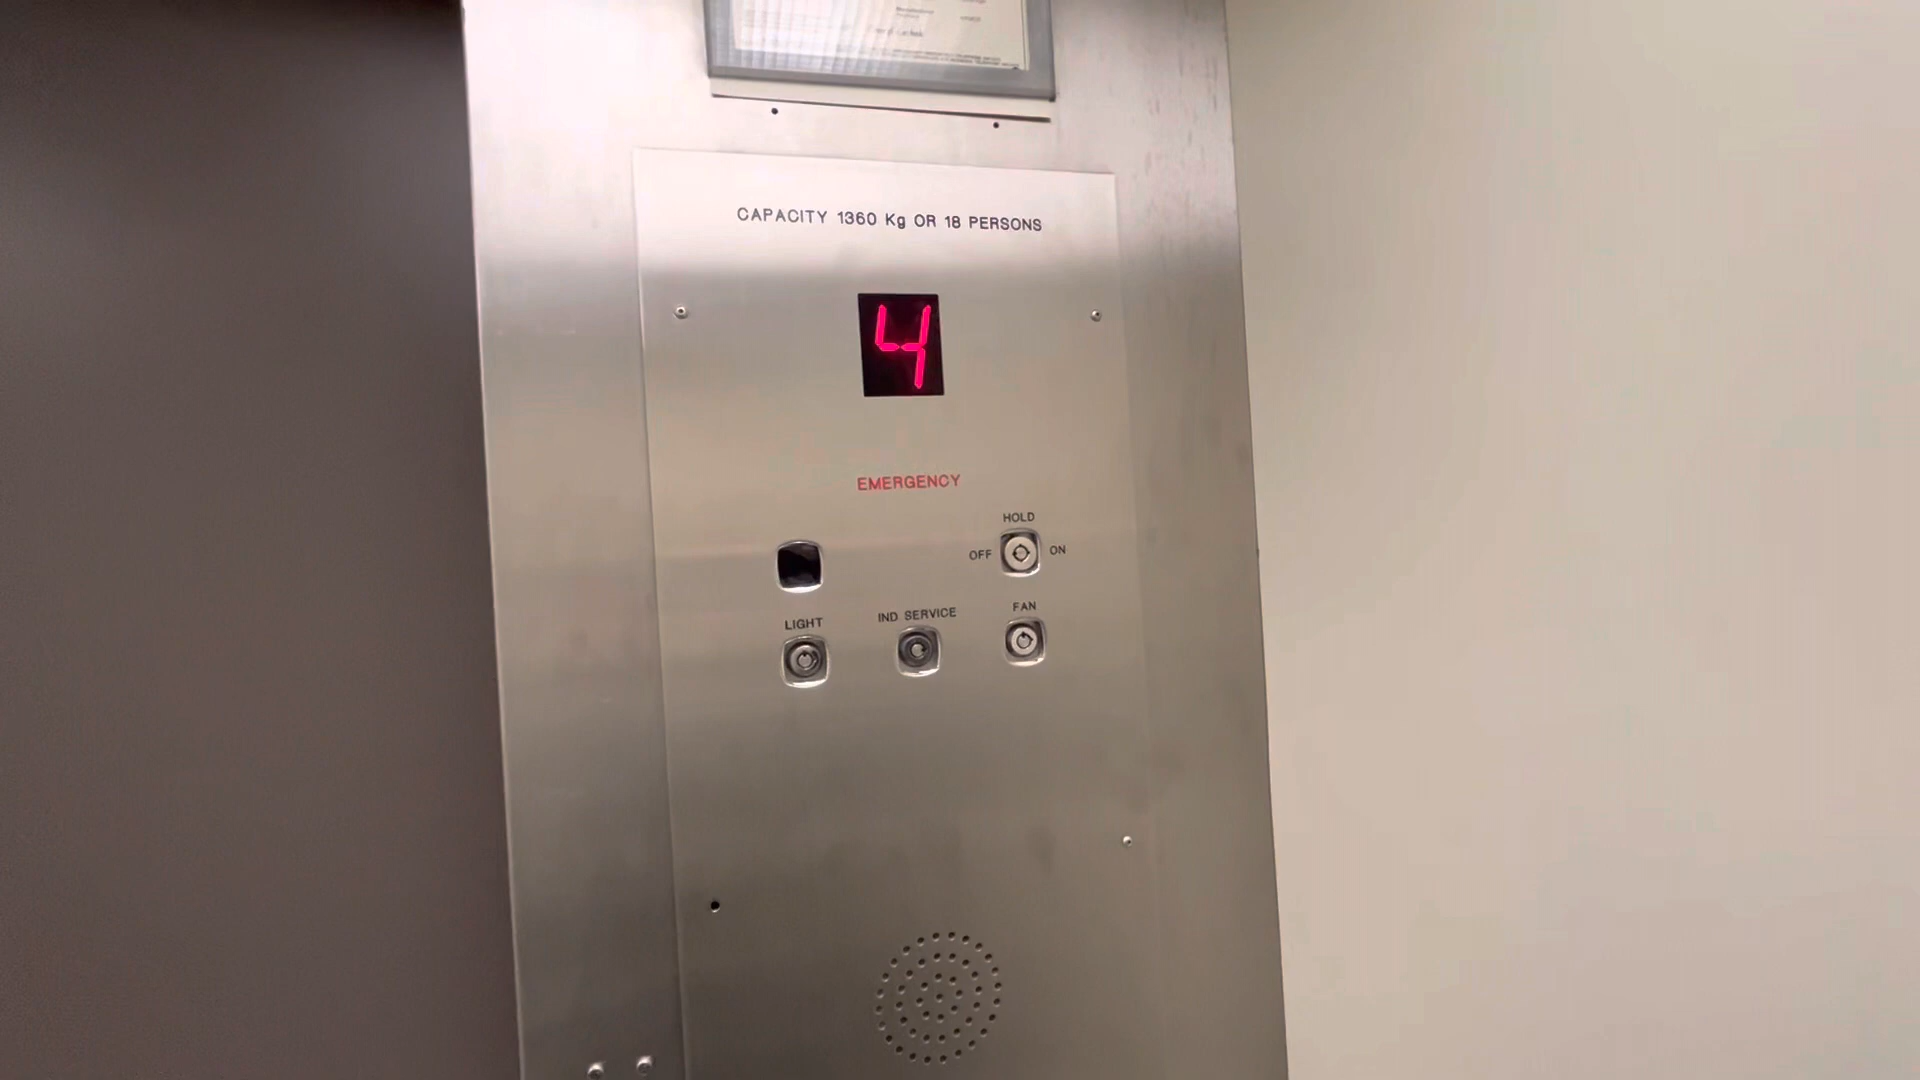 CAPACITY 1360 Kg OR 18 PERSONS
4
EMERGENCY
HOLD
OFF ON
LIGHT IND SERVICE FAN